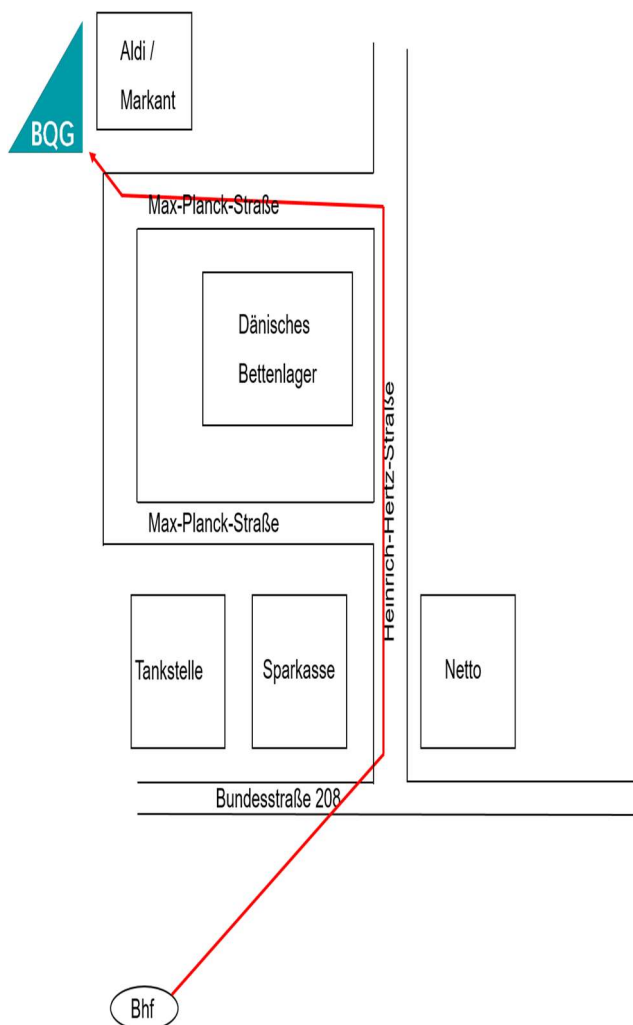 Aldi /
Markant
BQG
Max-Planck-Straße
Dänisches
Bettenlager
Heinrich-Hertz-Straße
Max-Planck-Straße
Tankstelle
Sparkasse
Netto
Bundesstraße 208
Bhf